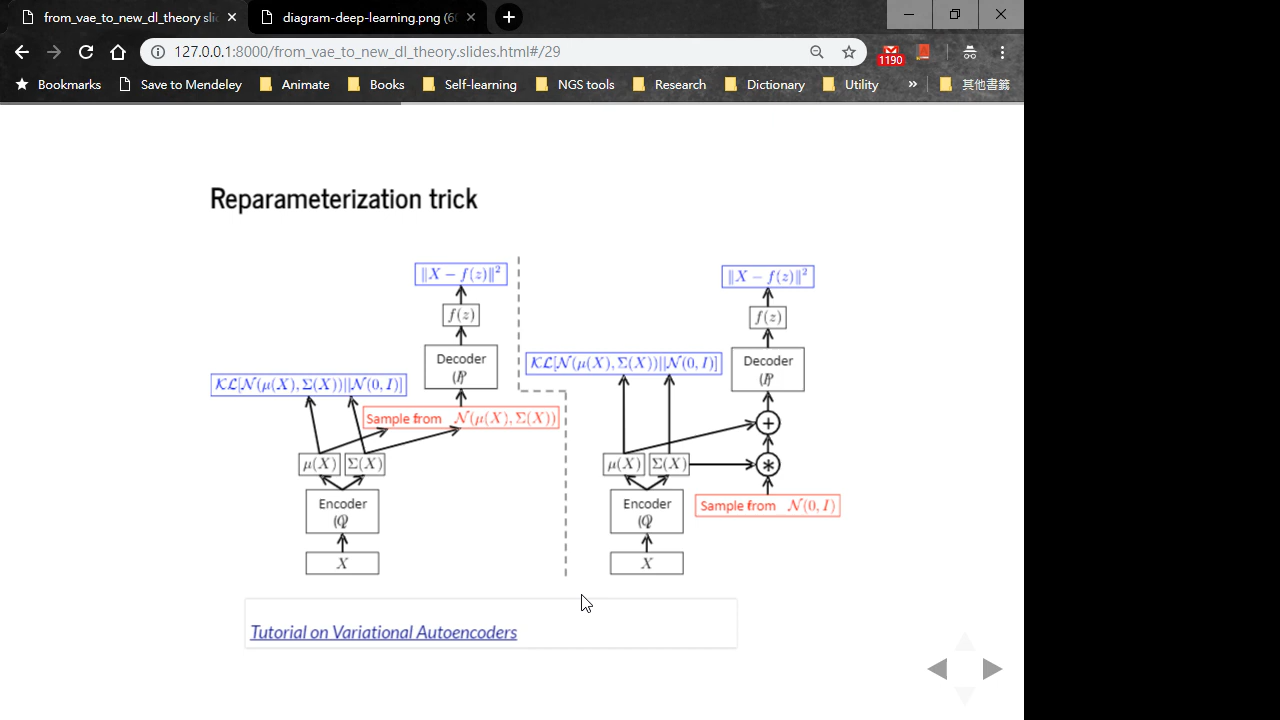 from_vae_to_new_dl_theory slid
diagram-deep-learning.png (60
127.0.0.1:8000/from_vae_to_new_dl_theory.slides.html#/29
1190
Bookmarks Save to Mendeley Animate Books Self-learning NGS tools Research Dictionary Utility » 其他書籤
Reparameterization trick
‖X − f(z)‖²
f(z)
Decoder
(P
𝒦ℒ[𝒩(μ(X), Σ(X))||𝒩(0, I)]
Sample from 𝒩(μ(X), Σ(X))
μ(X) Σ(X)
Encoder
(Q
X
‖X − f(z)‖²
f(z)
𝒦ℒ[𝒩(μ(X), Σ(X))||𝒩(0, I)]
Decoder
(P
+
μ(X) Σ(X) *
Encoder
(Q
Sample from 𝒩(0, I)
X
Tutorial on Variational Autoencoders